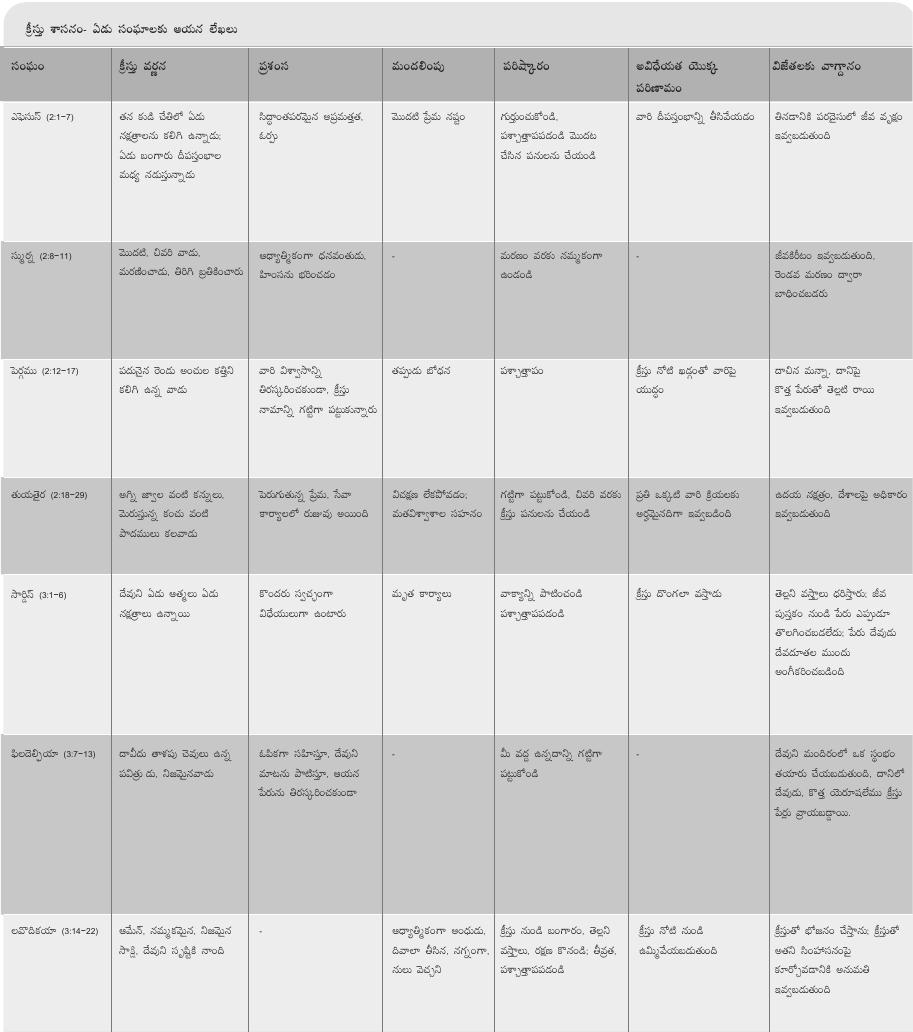 క్రీస్తు శాసనం- ఏడు సంఘాలకు ఆయన లేఖలు
సంఘం
క్రీస్తు వర్ణన
ప్రశంస
మందలింపు
పరిష్కారం
అవిధేయత యొక్క
పరిణామం
విజేతలకు వాగ్దానం
ఎఫెసుస్ (2:1-7)
తన కుడి చేతిలో ఏడు
నక్షత్రాలను కలిగి ఉన్నాడు;
ఏడు బంగారు దీపస్తంభాల
మధ్య నడుస్తున్నాడు
సిద్ధాంతపరమైన అప్రమత్తత,
ఓర్పు
మొదటి ప్రేమ నష్టం
గుర్తుంచుకోండి,
పశ్చాత్తాపపడండి మొదట
చేసిన పనులను చేయండి
వారి దీపస్తంభాన్ని తీసివేయడం
తినడానికి పరదైసులో జీవ వృక్షం
ఇవ్వబడుతుంది
స్ముర్న (2:8-11)
మొదటి, చివరి వాడు,
మరణించాడు, తిరిగి బ్రతికించారు
ఆధ్యాత్మికంగా ధనవంతుడు,
హింసను భరించడం
-
మరణం వరకు నమ్మకంగా
ఉండండి
-
జీవకిరీటం ఇవ్వబడుతుంది,
రెండవ మరణం ద్వారా
బాధించబడరు
పెర్గము (2:12-17)
పదునైన రెండు అంచుల కత్తిని
కలిగి ఉన్న వాడు
వారి విశ్వాసాన్ని
తిరస్కరించకుండా, క్రీస్తు
నామాన్ని గట్టిగా పట్టుకున్నారు
తప్పుడు బోధన
పశ్చాత్తాపం
క్రీస్తు నోటి ఖడ్గంతో వారిపై
యుద్ధం
దాచిన మన్నా, దానిపై
కొత్త పేరుతో తెల్లటి రాయి
ఇవ్వబడుతుంది
తుయతైర (2:18-29)
అగ్ని జ్వాల వంటి కన్నులు,
మెరుస్తున్న కంచు వంటి
పాదములు కలవాడు
పెరుగుతున్న ప్రేమ, సేవా
కార్యాలలో రుజువు అయింది
విచక్షణ లేకపోవడం;
మతవిశ్వాశాల సహనం
గట్టిగా పట్టుకోండి, చివరి వరకు
క్రీస్తు పనులను చేయండి
ప్రతి ఒక్కటి వారి క్రియలకు
అర్హమైనదిగా ఇవ్వబడింది
ఉదయ నక్షత్రం, దేశాలపై అధికారం
ఇవ్వబడుతుంది
సార్డిస్ (3:1-6)
దేవుని ఏడు ఆత్మలు ఏడు
నక్షత్రాలు ఉన్నాయి
కొందరు స్వచ్ఛంగా
విధేయులుగా ఉంటారు
మృత కార్యాలు
వాక్యాన్ని పాటించండి
పశ్చాత్తాపపడండి
క్రీస్తు దొంగలా వస్తాడు
తెల్లని వస్త్రాలు ధరిస్తారు; జీవ
పుస్తకం నుండి పేరు ఎప్పుడూ
తొలగించబడలేదు; పేరు దేవుడు
దేవదూతల ముందు
అంగీకరించబడింది
ఫిలదెల్ఫియా (3:7-13)
దావీదు తాళపు చెవులు ఉన్న
పవిత్రు డు, నిజమైనవాడు
ఓపికగా సహిస్తూ, దేవుని
మాటను పాటిస్తూ, ఆయన
పేరును తిరస్కరించకుండా
-
మీ వద్ద ఉన్నదాన్ని గట్టిగా
పట్టుకోండి
-
దేవుని మందిరంలో ఒక స్థంభం
తయారు చేయబడుతుంది, దానిలో
దేవుడు, కొత్త యెరూషలేము క్రీస్తు
పేర్లు వ్రాయబడ్డాయి.
లవొదికయా (3:14-22)
ఆమేన్, నమ్మకమైన, నిజమైన
సాక్షి, దేవుని సృష్టికి నాంది
-
ఆధ్యాత్మికంగా అంధుడు,
దివాలా తీసిన, నగ్నంగా,
నులు వెచ్చని
క్రీస్తు నుండి బంగారం, తెల్లని
వస్త్రాలు, రక్షణ కొనండి; తీవ్రత,
పశ్చాత్తాపపడండి
క్రీస్తు నోటి నుండి
ఉమ్మివేయబడుతుంది
క్రీస్తుతో భోజనం చేస్తాను; క్రీస్తుతో
అతని సింహాసనంపై
కూర్చోవడానికి అనుమతి
ఇవ్వబడుతుంది